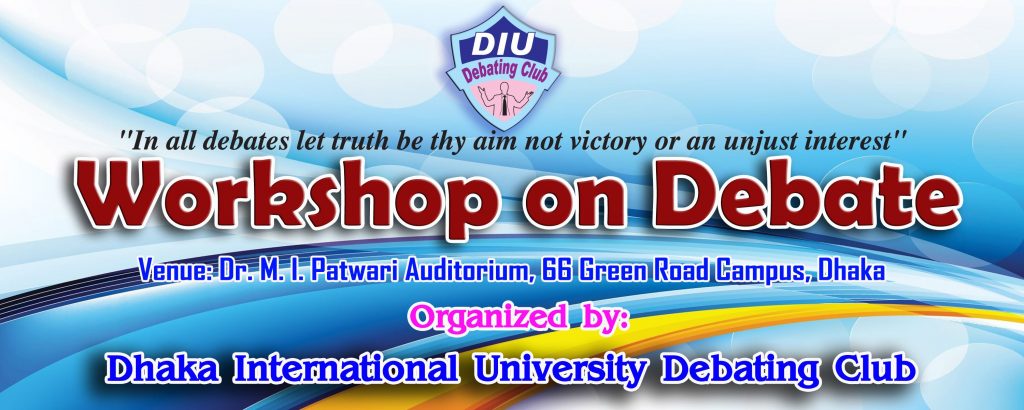 DIU
Debating Club
"In all debates let truth be thy aim not victory or an unjust interest"
Workshop on Debate
Venue: Dr. M. I. Patwari Auditorium, 66 Green Road Campus, Dhaka
Organized by:
Dhaka International University Debating Club